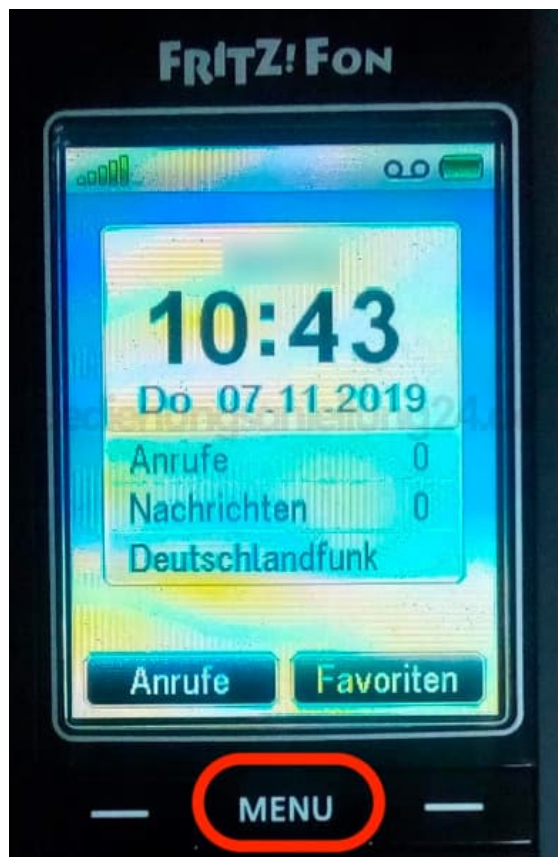 FRITZ! FON
10:43
Do 07.11.2019
Anrufe 0
Nachrichten 0
Deutschlandfunk
Anrufe Favoriten
MENU